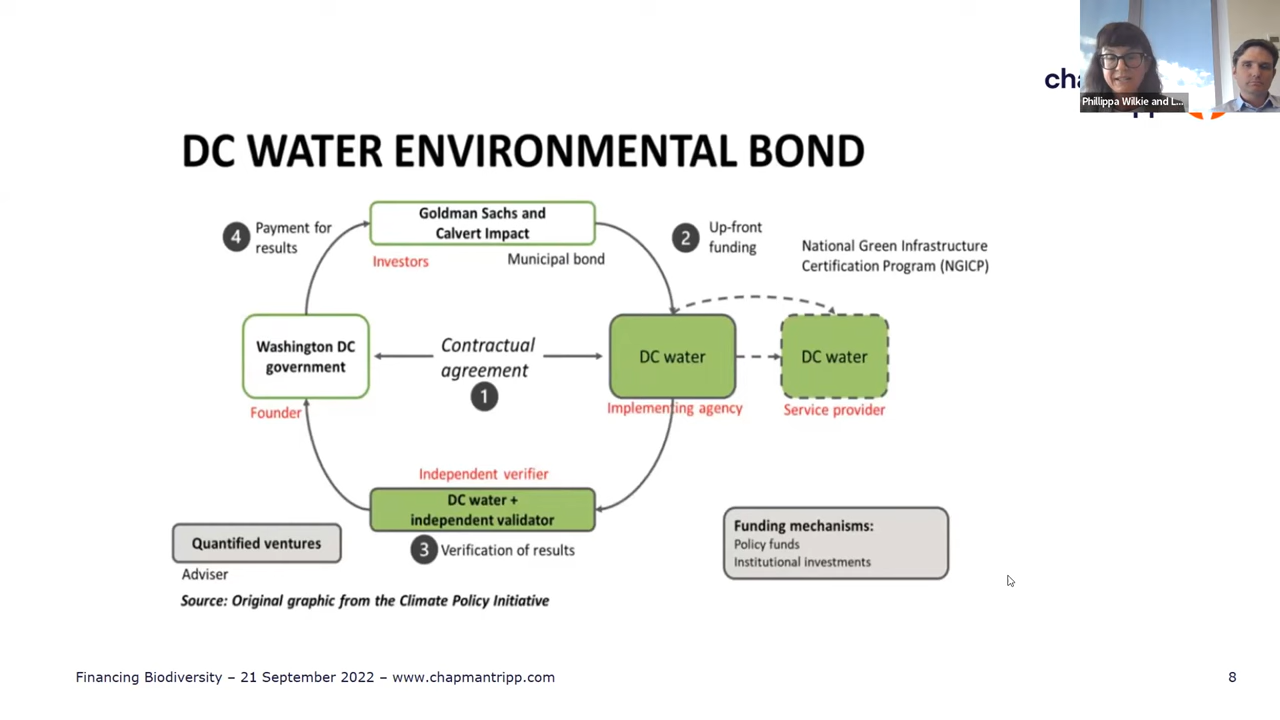 cha
Phillippa Wilkie and L...
DC WATER ENVIRONMENTAL BOND
4
Payment for
results
Goldman Sachs and
Calvert Impact
Investors
Municipal bond
2
Up-front
funding
National Green Infrastructure
Certification Program (NGICP)
Washington DC
government
Founder
Contractual
agreement
1
DC water
Implementing agency
DC water
Service provider
Independent verifier
DC water +
independent validator
3
Verification of results
Quantified ventures
Adviser
Funding mechanisms:
Policy funds
Institutional investments
Source: Original graphic from the Climate Policy Initiative
Financing Biodiversity – 21 September 2022 – www.chapmantripp.com
8